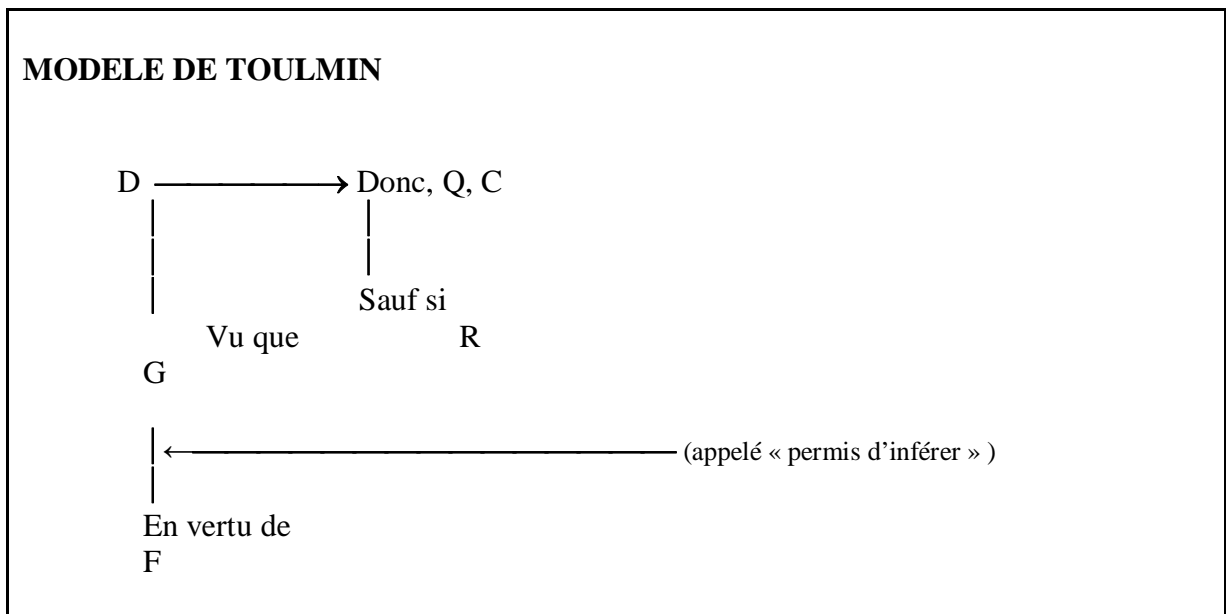 MODELE DE TOULMIN
D Donc, Q, C
Sauf si
Vu que R
G
(appelé « permis d’inférer » )
En vertu de
F